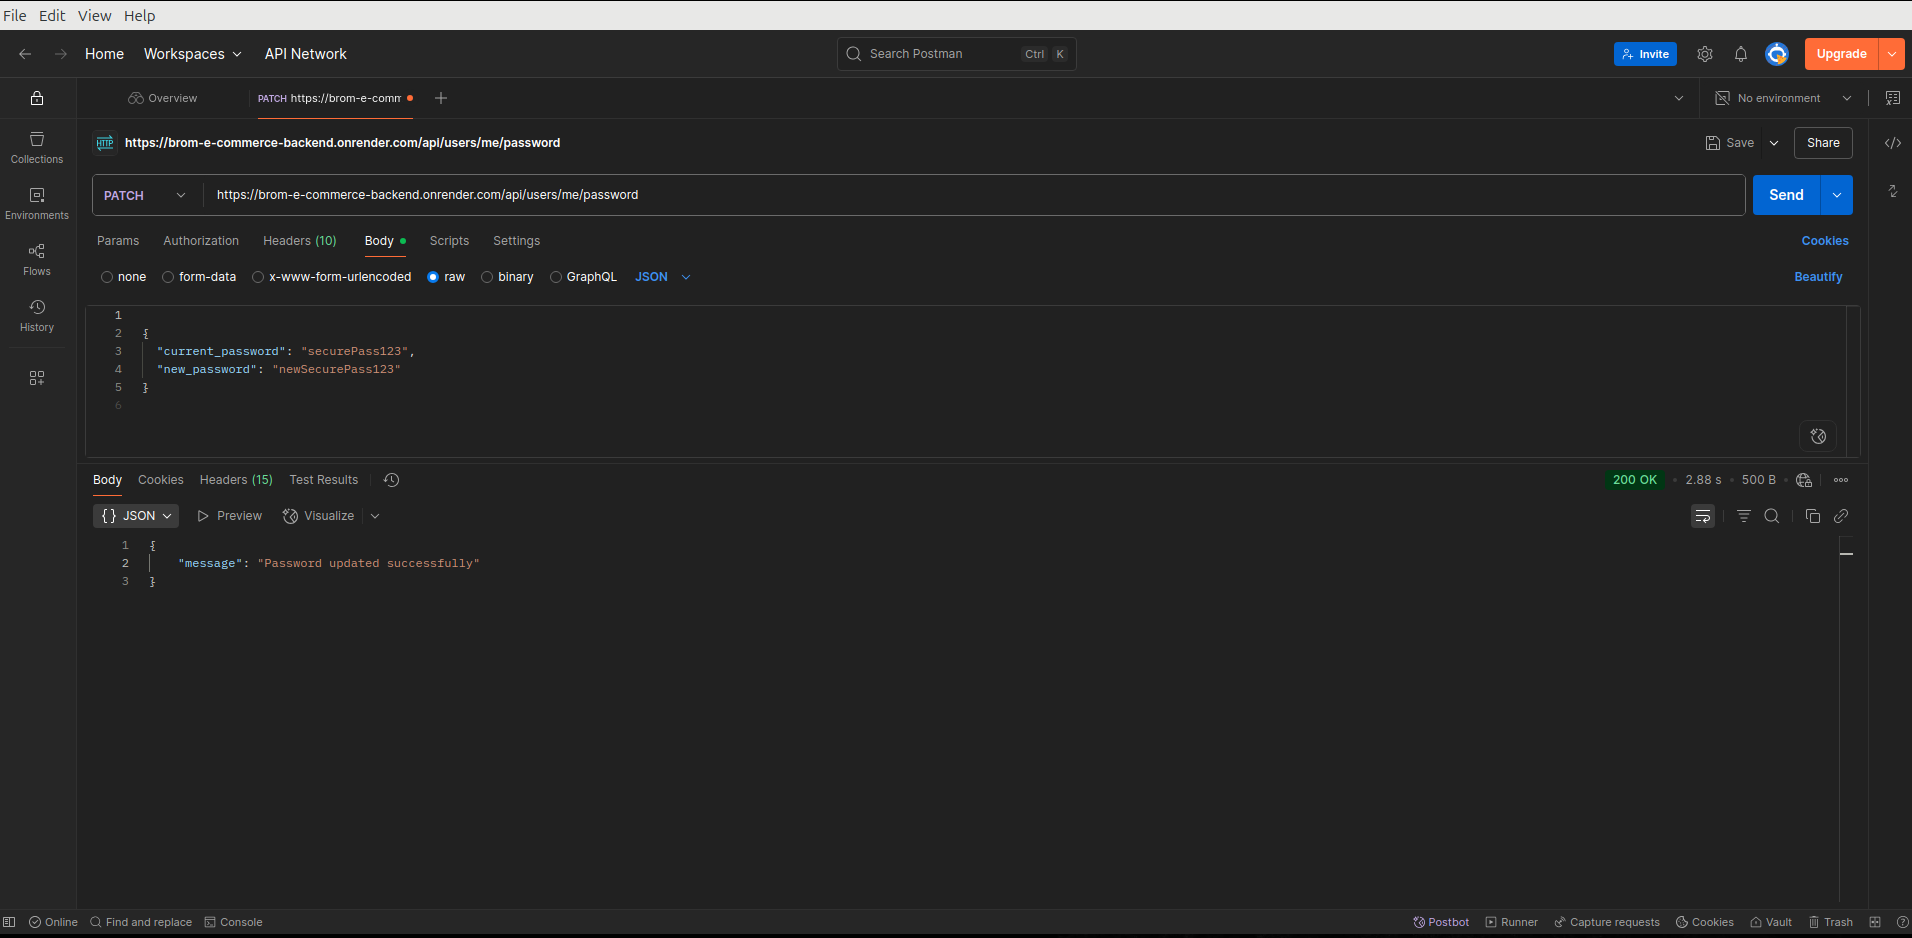 File Edit View Help
Home Workspaces API Network Search Postman Ctrl K Invite Upgrade
Overview PATCH https://brom-e-comm No environment
HTTP https://brom-e-commerce-backend.onrender.com/api/users/me/password Save Share
PATCH https://brom-e-commerce-backend.onrender.com/api/users/me/password Send
Params Authorization Headers (10) Body Scripts Settings Cookies
none form-data x-www-form-urlencoded raw binary GraphQL JSON Beautify
Collections
Environments
Flows
History
1
2 {
3 "current_password": "securePass123",
4 "new_password": "newSecurePass123"
5 }
6
Body Cookies Headers (15) Test Results 200 OK 2.88 s 500 B
{} JSON Preview Visualize
1 {
2 "message": "Password updated successfully"
3 }
Online Find and replace Console Postbot Runner Capture requests Cookies Vault Trash